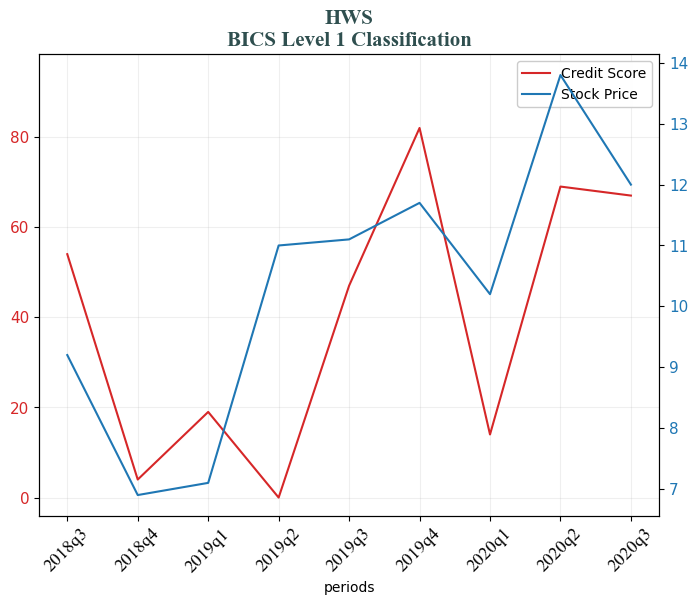 HWS
BICS Level 1 Classification
Credit Score
Stock Price
80
60
40
20
0
14
13
12
11
10
9
8
7
2018q3
2018q4
2019q1
2019q2
2019q3
2019q4
2020q1
2020q2
2020q3
periods